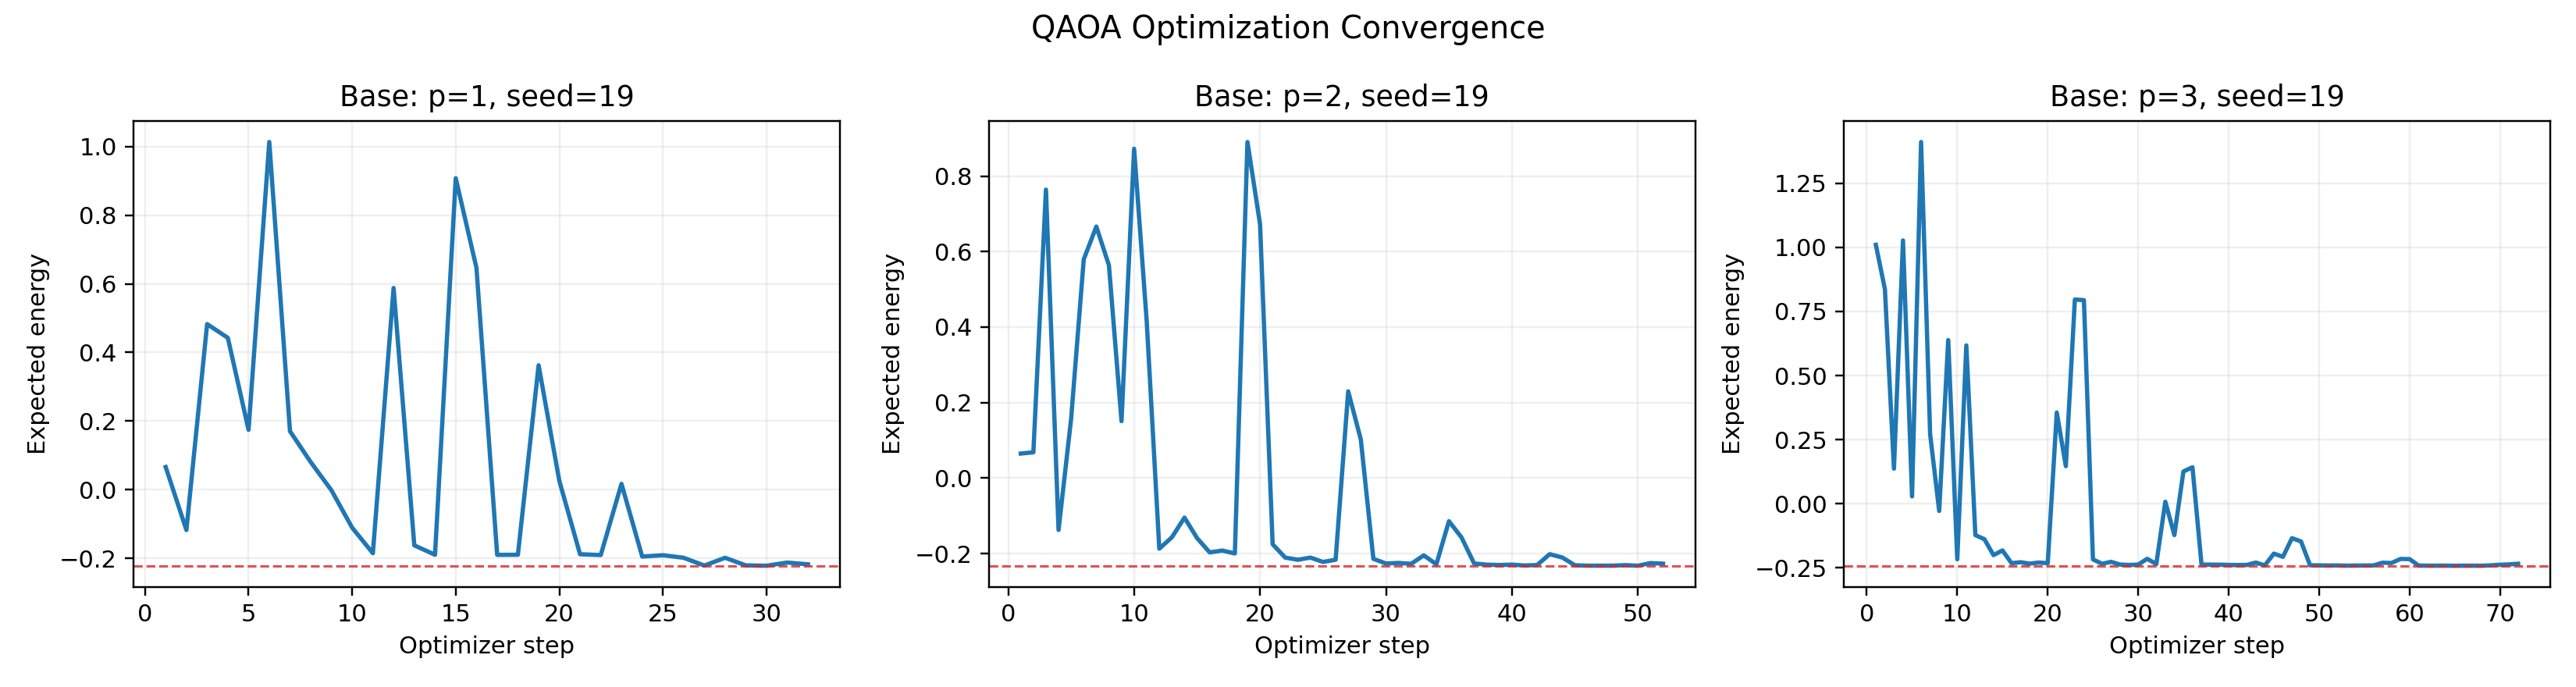 QAOA Optimization Convergence
Base: p=1, seed=19
1.0
0.8
0.6
0.4
0.2
0.0
−0.2
Expected energy
0 5 10 15 20 25 30
Optimizer step
Base: p=2, seed=19
0.8
0.6
0.4
0.2
0.0
−0.2
Expected energy
0 10 20 30 40 50
Optimizer step
Base: p=3, seed=19
1.25
1.00
0.75
0.50
0.25
0.00
−0.25
Expected energy
0 10 20 30 40 50 60 70
Optimizer step